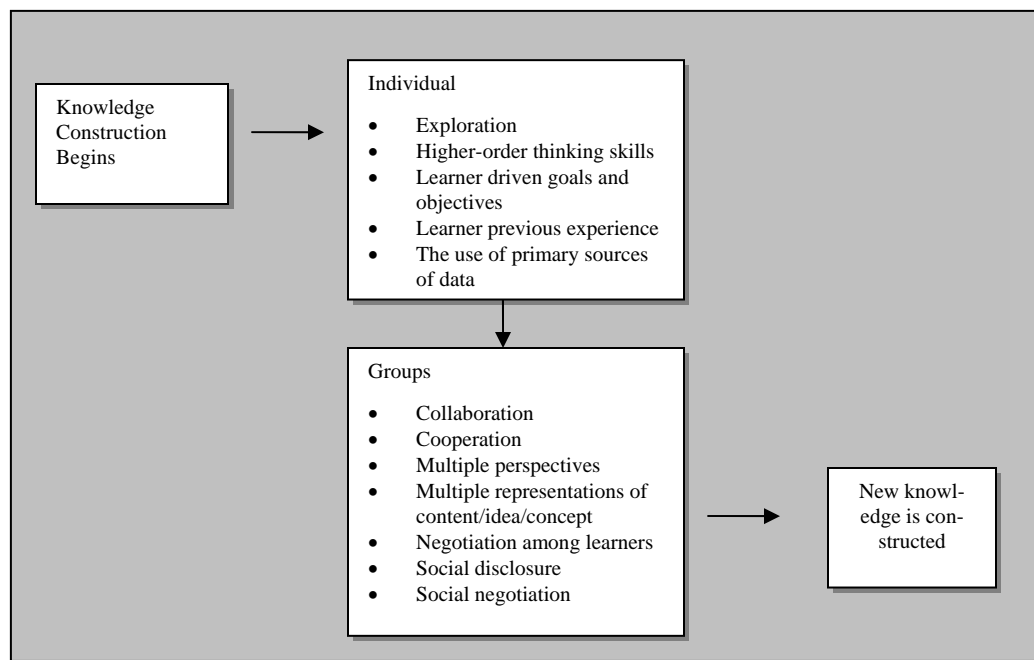 Knowledge
Construction
Begins
Individual
• Exploration
• Higher-order thinking skills
• Learner driven goals and
objectives
• Learner previous experience
• The use of primary sources
of data
Groups
• Collaboration
• Cooperation
• Multiple perspectives
• Multiple representations of
content/idea/concept
• Negotiation among learners
• Social disclosure
• Social negotiation
New knowl-
edge is con-
structed